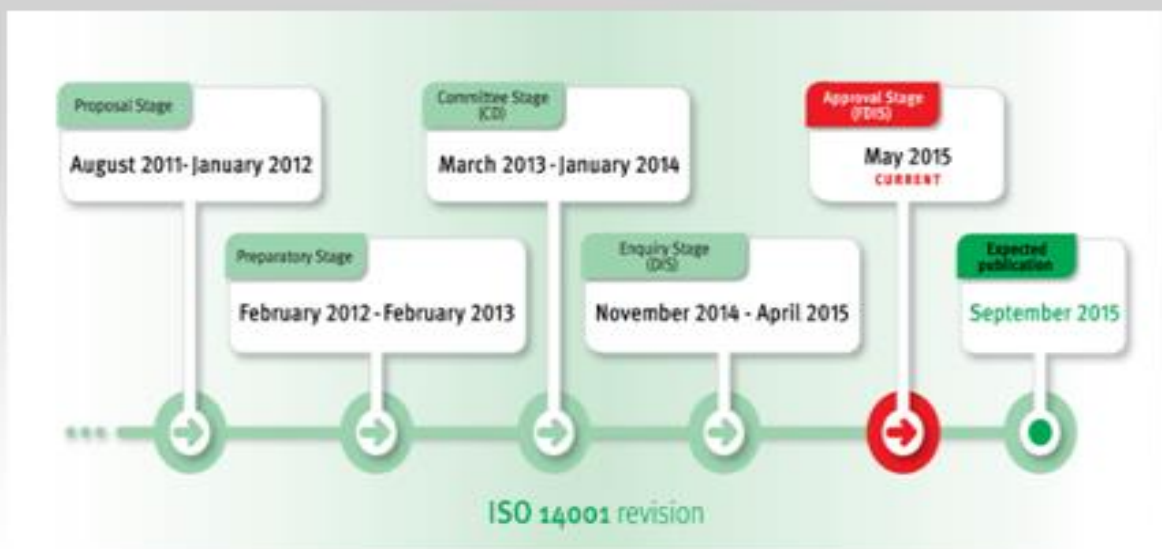 Proposal Stage
August 2011- January 2012
Preparatory Stage
February 2012 - February 2013
Committee Stage
(CD)
March 2013 - January 2014
Enquiry Stage
(DIS)
November 2014 - April 2015
Approval Stage
(FDIS)
May 2015
CURRENT
Expected
publication
September 2015
ISO 14001 revision